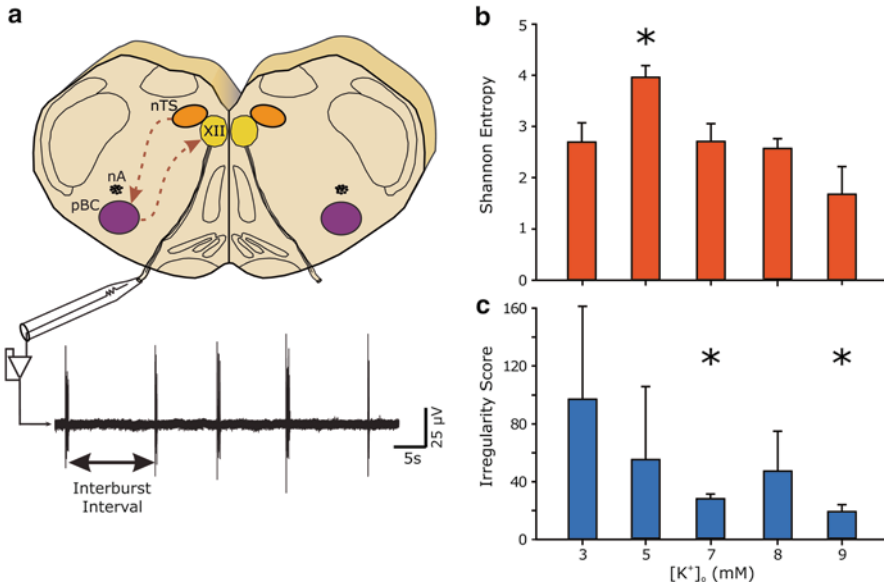 a
nTS
XII
nA
pBC
25 µV
5s
Interburst
Interval
b
*
Shannon Entropy
5
4
3
2
1
0
c
* *
Irregularity Score
160
120
80
40
0
3 5 7 8 9
[K⁺]ₒ (mM)